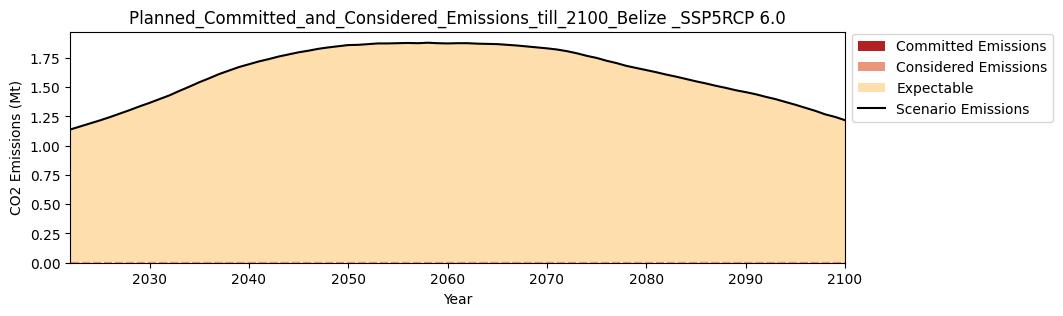 Planned_Committed_and_Considered_Emissions_till_2100_Belize _SSP5RCP 6.0
CO2 Emissions (Mt)
1.75
1.50
1.25
1.00
0.75
0.50
0.25
0.00
2030 2040 2050 2060 2070 2080 2090 2100
Year
Committed Emissions
Considered Emissions
Expectable
Scenario Emissions